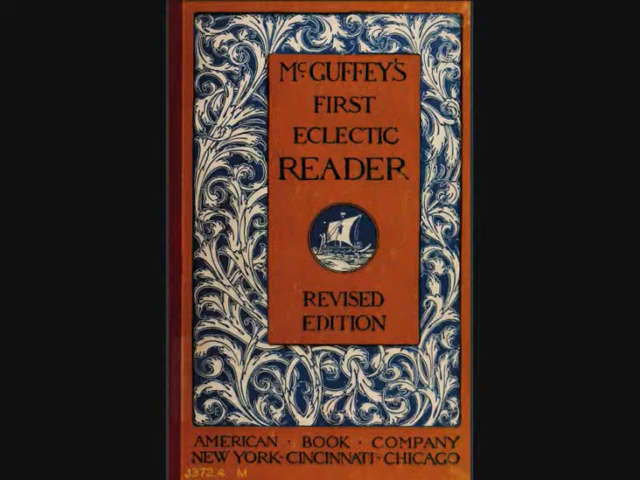 McGUFFEY'S
FIRST
ECLECTIC
READER
REVISED
EDITION
AMERICAN · BOOK · COMPANY
NEW YORK · CINCINNATI · CHICAGO
J372.4 M